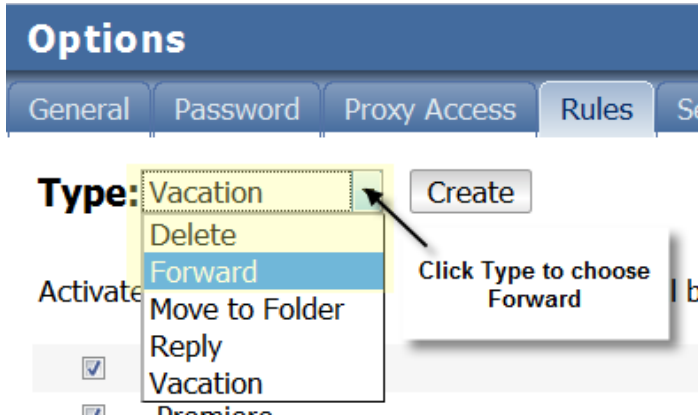 Options
General Password Proxy Access Rules
Type: Vacation Create
Delete
Forward
Move to Folder
Reply
Vacation
Click Type to choose
Forward